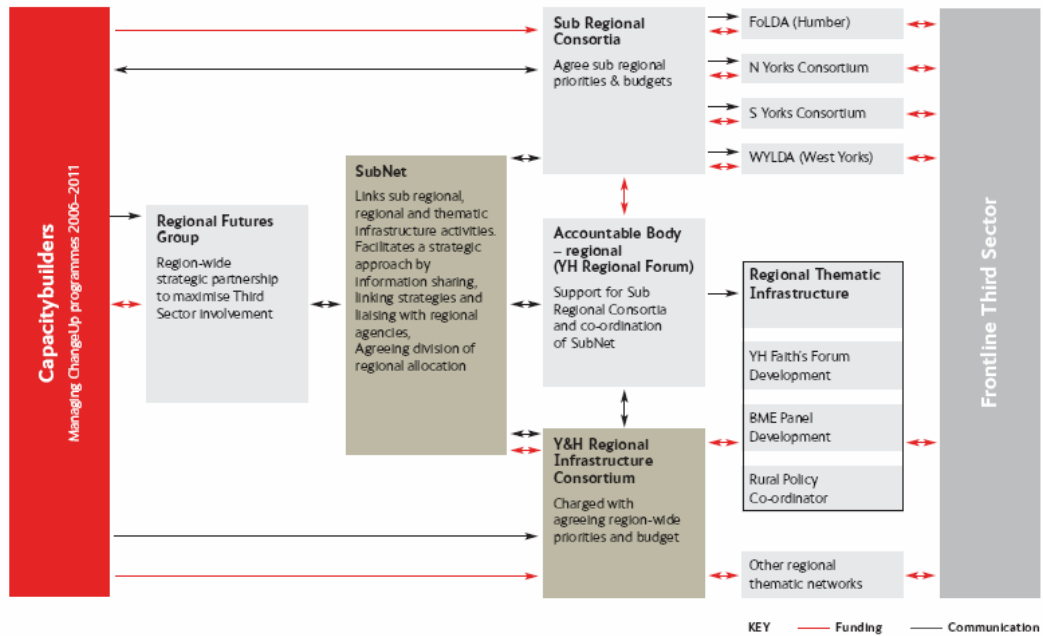 Capacitybuilders
Managing ChangeUp programmes 2006–2011
Regional Futures
Group
Region-wide
strategic partnership
to maximise Third
Sector involvement
SubNet
Links sub regional,
regional and thematic
infrastructure activities.
Facilitates a strategic
approach by
information sharing,
linking strategies and
liaising with regional
agencies,
Agreeing division of
regional allocation
Sub Regional
Consortia
Agree sub regional
priorities & budgets
Accountable Body
– regional
(YH Regional Forum)
Support for Sub
Regional Consortia
and co-ordination
of SubNet
Y&H Regional
Infrastructure
Consortium
Charged with
agreeing region-wide
priorities and budget
FoLDA (Humber)
N Yorks Consortium
S Yorks Consortium
WYLDA (West Yorks)
Regional Thematic
Infrastructure
YH Faith's Forum
Development
BME Panel
Development
Rural Policy
Co-ordinator
Other regional
thematic networks
Frontline Third Sector
KEY Funding Communication